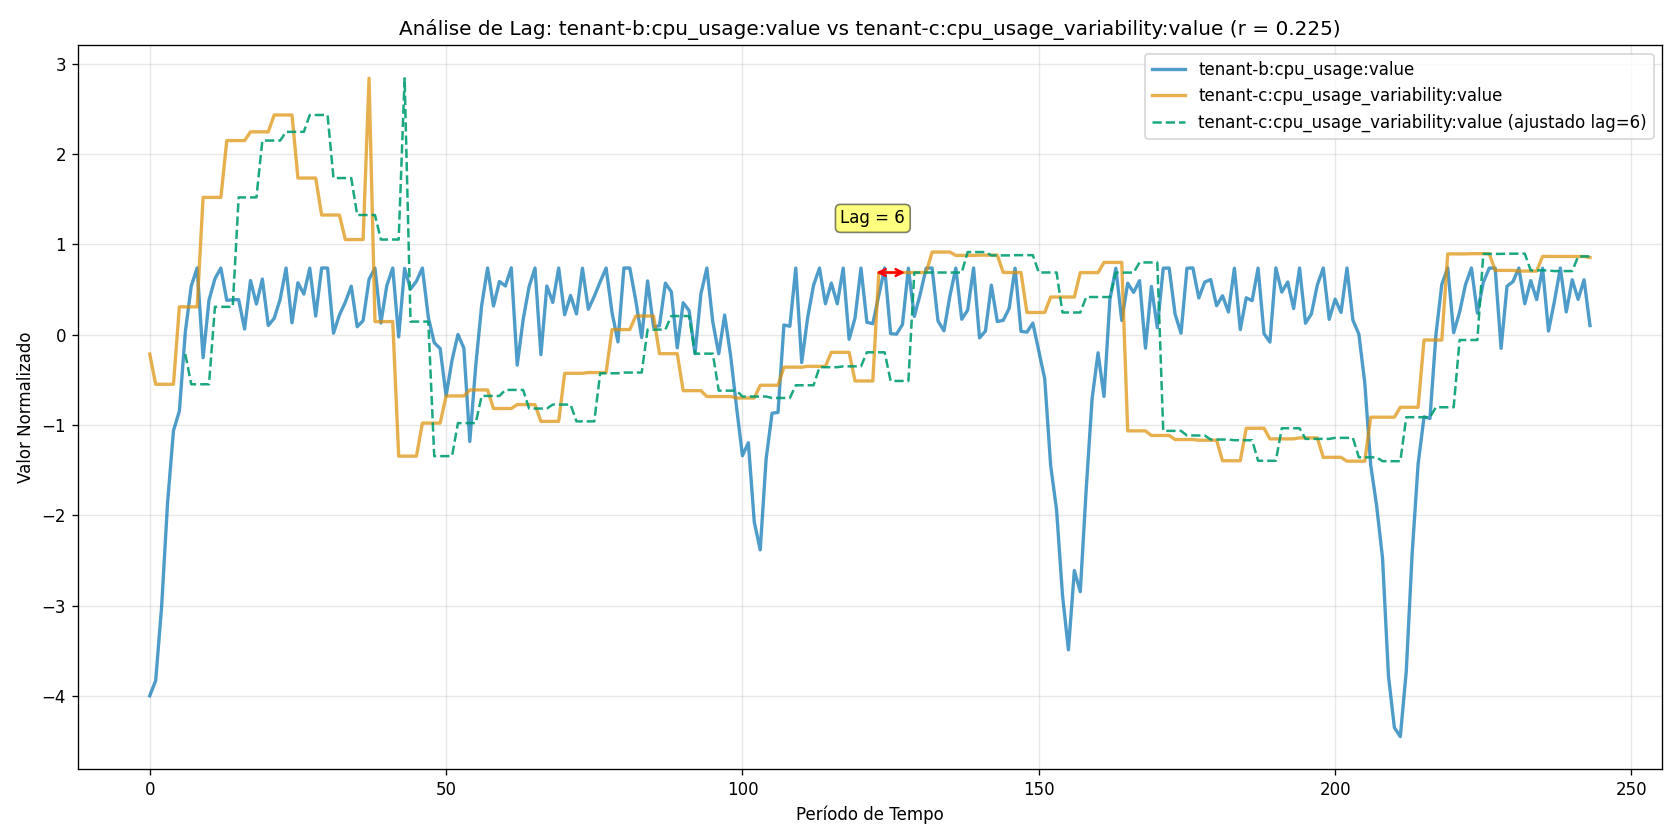 Análise de Lag: tenant-b:cpu_usage:value vs tenant-c:cpu_usage_variability:value (r = 0.225)
tenant-b:cpu_usage:value
tenant-c:cpu_usage_variability:value
tenant-c:cpu_usage_variability:value (ajustado lag=6)
Lag = 6
Valor Normalizado
3
2
1
0
−1
−2
−3
−4
0
50
100
150
200
250
Período de Tempo